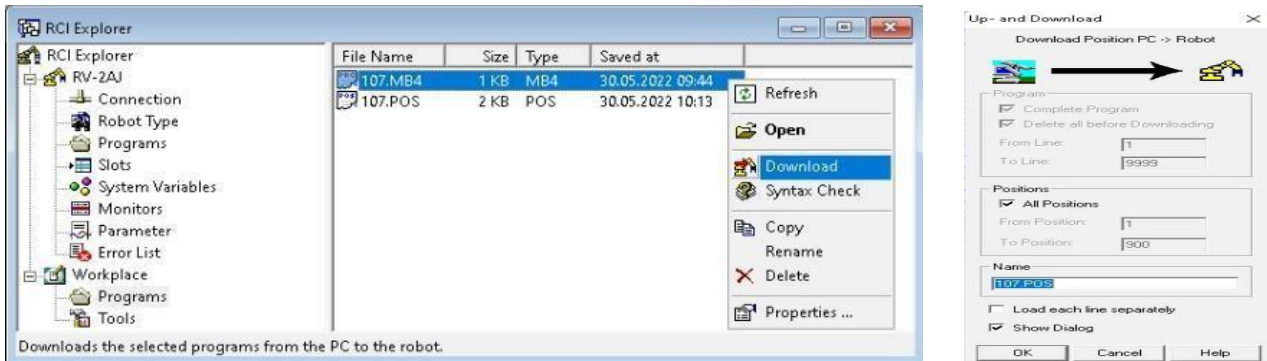 RCI Explorer
RCI Explorer
RV-2AJ
Connection
Robot Type
Programs
Slots
System Variables
Monitors
Parameter
Error List
Workplace
Programs
Tools
File Name Size Type Saved at
107.MB4 1 KB MB4 30.05.2022 09:44
107.POS 2 KB POS 30.05.2022 10:13
Refresh
Open
Download
Syntax Check
Copy
Rename
Delete
Properties ...
Downloads the selected programs from the PC to the robot.
Up- and Download
Download Position PC -> Robot
Program
Complete Program
Delete all before Downloading
From Line: 1
To Line: 9999
Positions
All Positions
From Position: 1
To Position: 900
Name
107.POS
Load each line separately
Show Dialog
OK Cancel Help